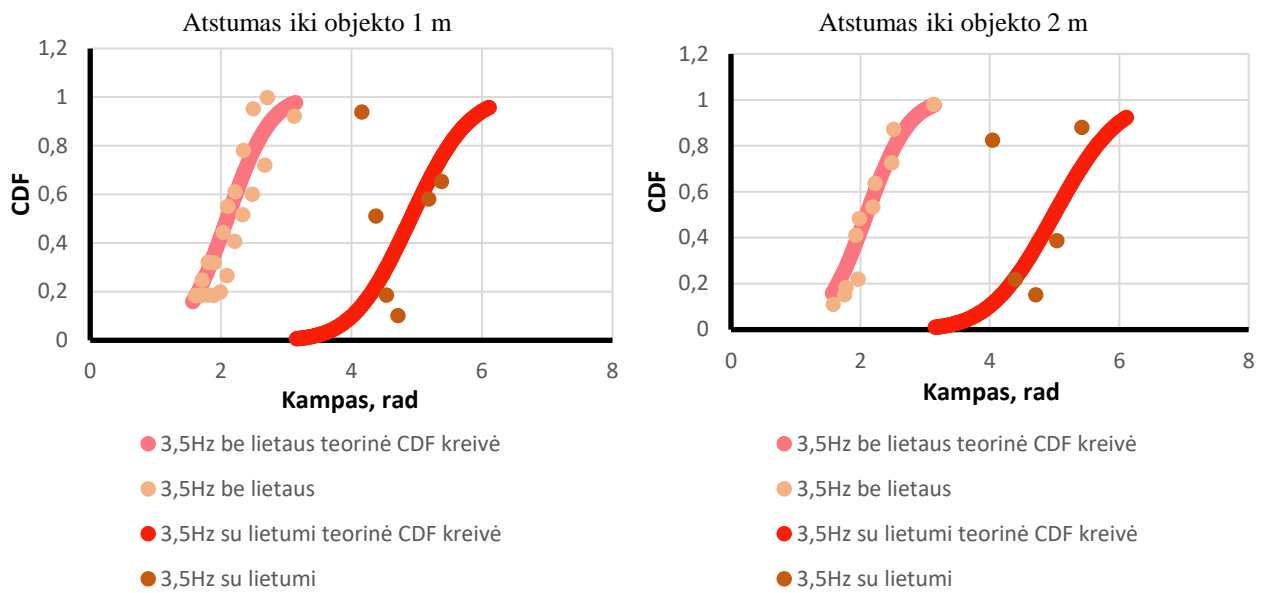 Atstumas iki objekto 1 m
1,2
1
0,8
0,6
0,4
0,2
0
CDF
0 2 4 6 8
Kampas, rad
3,5Hz be lietaus teorinė CDF kreivė
3,5Hz be lietaus
3,5Hz su lietumi teorinė CDF kreivė
3,5Hz su lietumi
Atstumas iki objekto 2 m
1,2
1
0,8
0,6
0,4
0,2
0
CDF
0 2 4 6 8
Kampas, rad
3,5Hz be lietaus teorinė CDF kreivė
3,5Hz be lietaus
3,5Hz su lietumi teorinė CDF kreivė
3,5Hz su lietumi